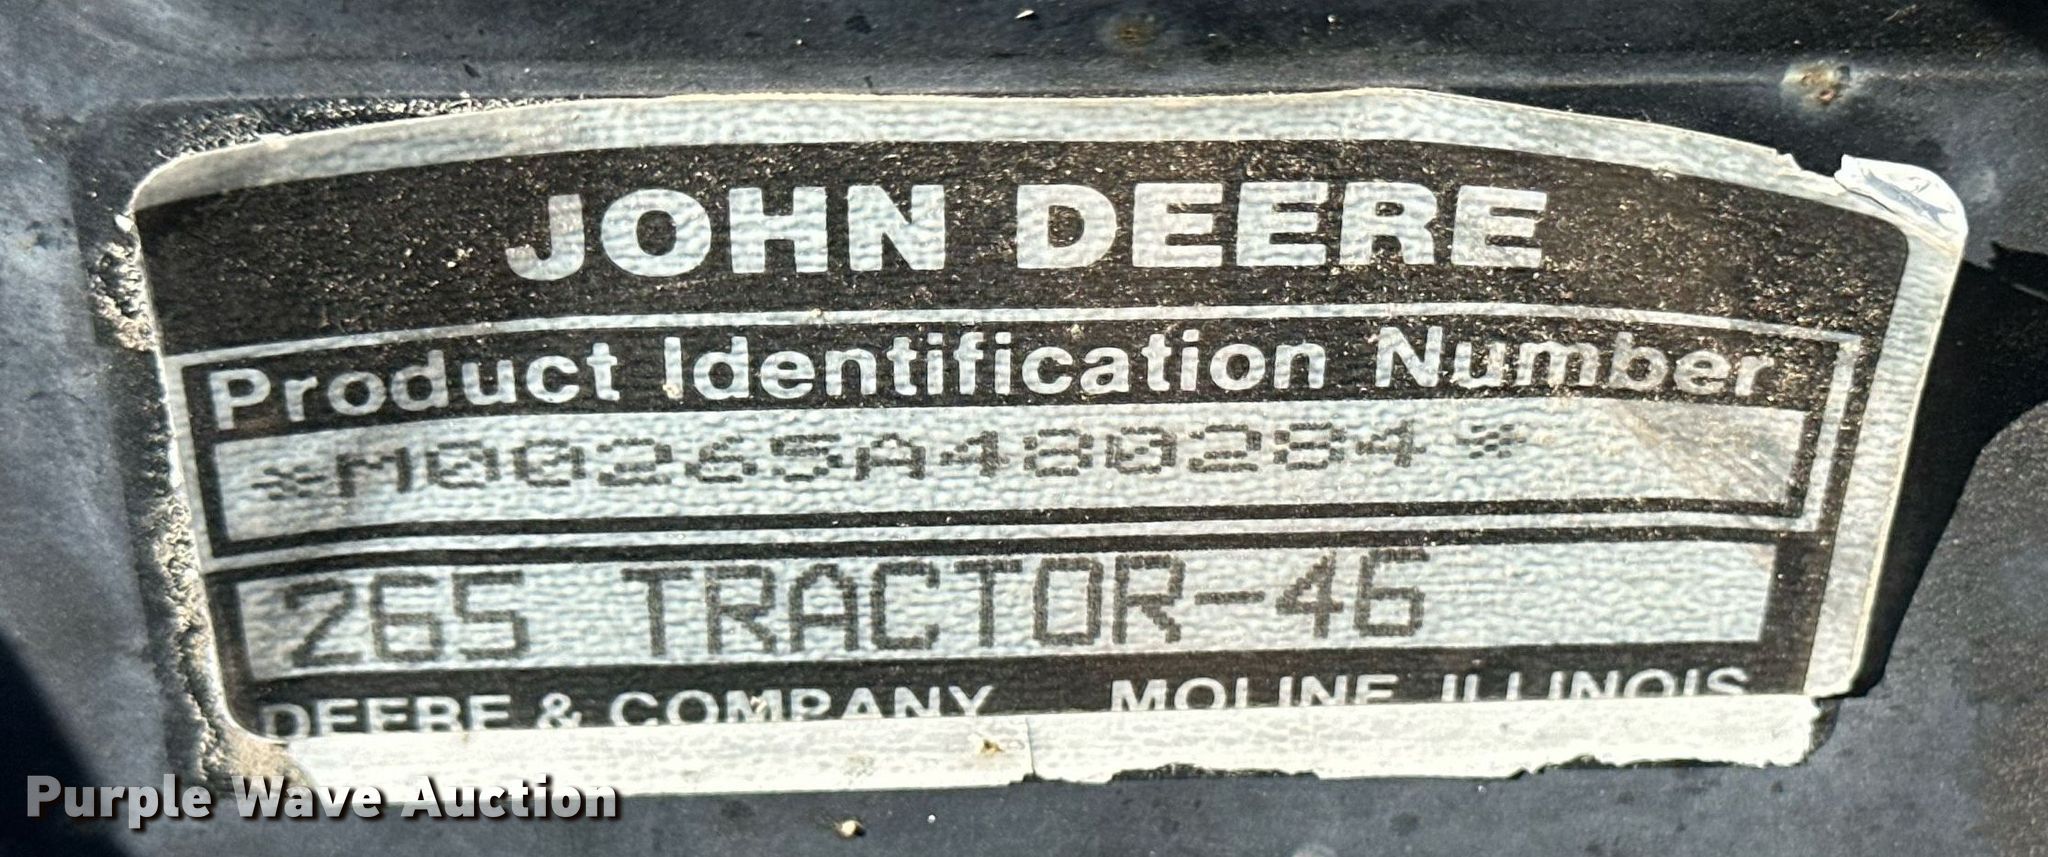 JOHN DEERE
Product Identification Number
*M00265A480284*
265 TRACTOR-46
DEERE & COMPANY MOLINE ILLINOIS
Purple Wave Auction